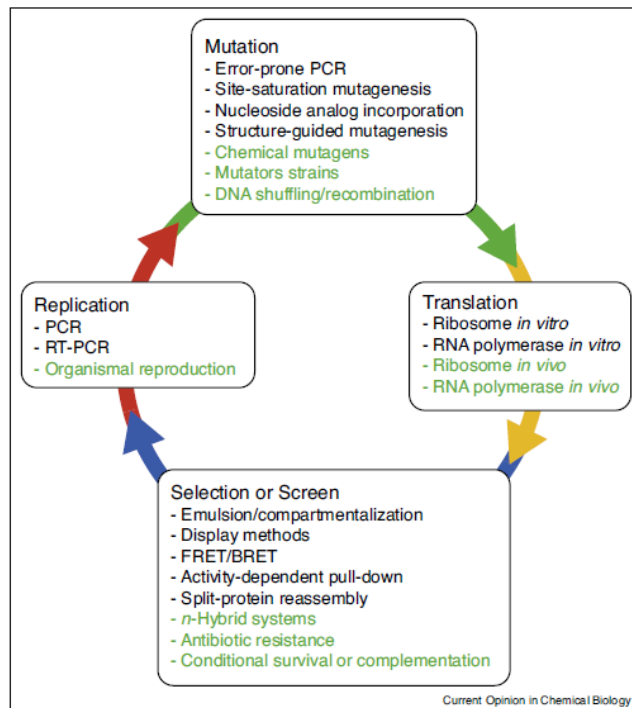 Mutation
- Error-prone PCR
- Site-saturation mutagenesis
- Nucleoside analog incorporation
- Structure-guided mutagenesis
- Chemical mutagens
- Mutators strains
- DNA shuffling/recombination
Replication
- PCR
- RT-PCR
- Organismal reproduction
Translation
- Ribosome in vitro
- RNA polymerase in vitro
- Ribosome in vivo
- RNA polymerase in vivo
Selection or Screen
- Emulsion/compartmentalization
- Display methods
- FRET/BRET
- Activity-dependent pull-down
- Split-protein reassembly
- n-Hybrid systems
- Antibiotic resistance
- Conditional survival or complementation
Current Opinion in Chemical Biology